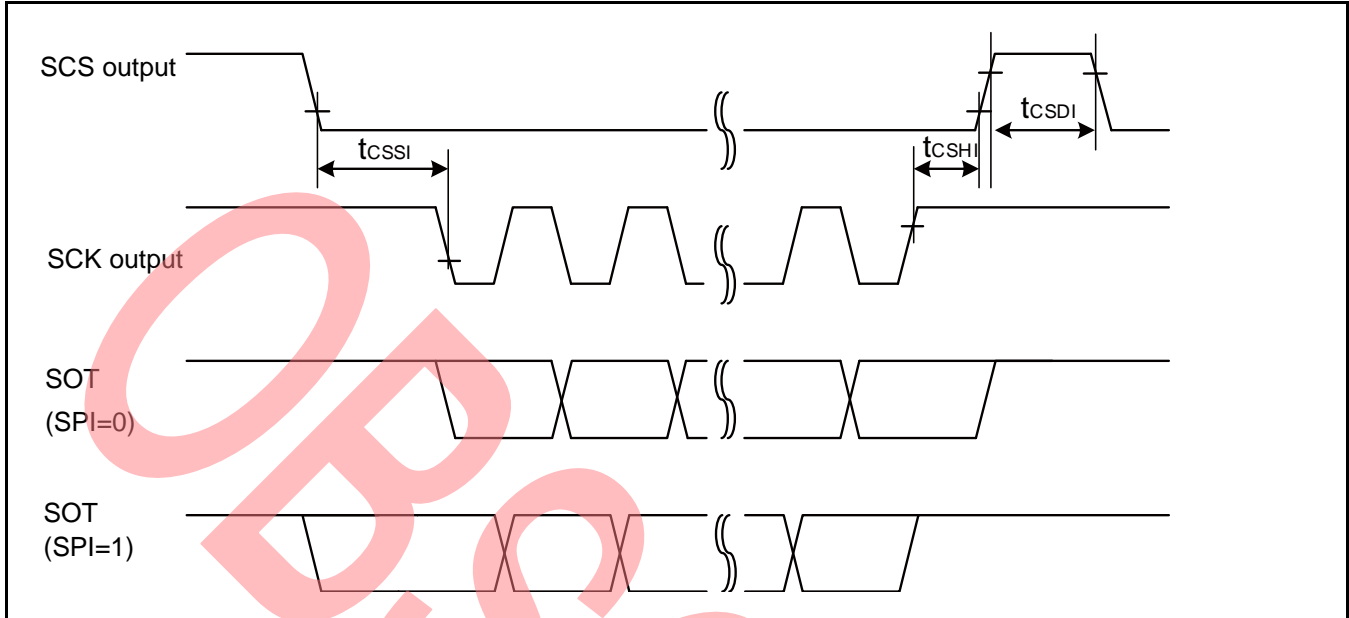 SCS output
tCSDI
tCSSI
tCSHI
SCK output
SOT
(SPI=0)
SOT
(SPI=1)